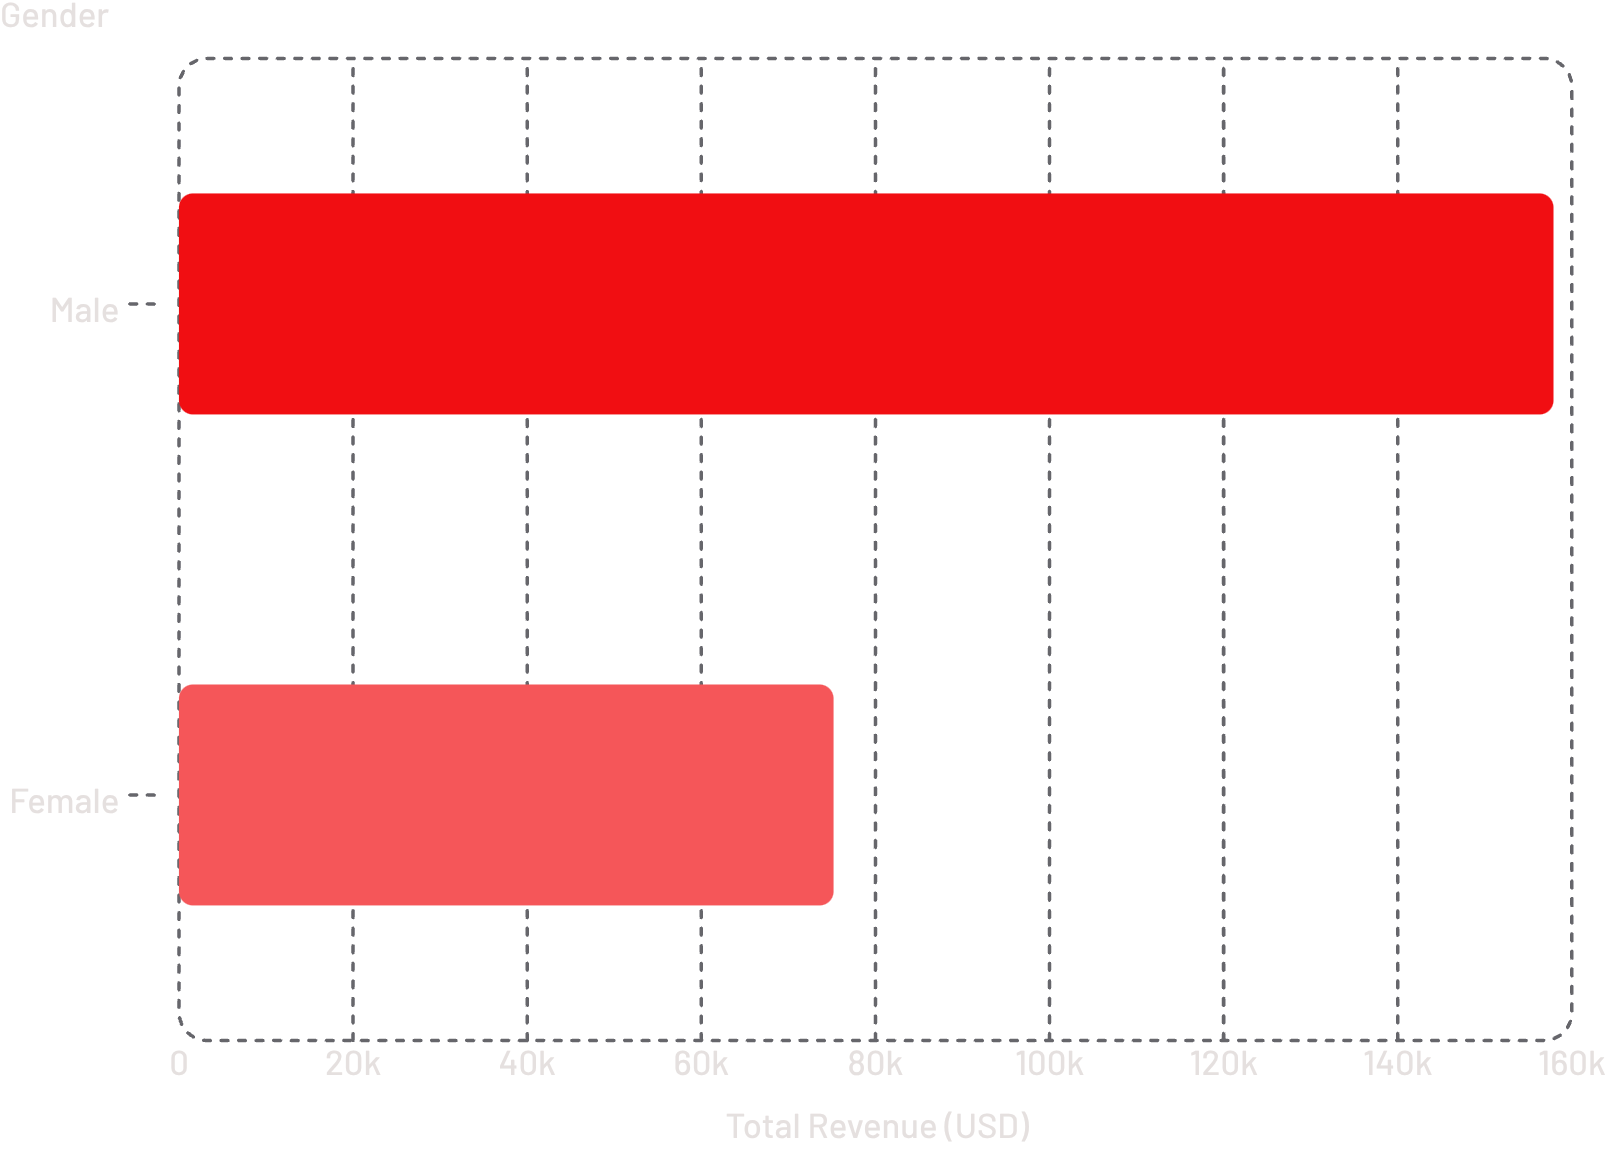 Gender
Male
Female
0 20k 40k 60k 80k 100k 120k 140k 160k
Total Revenue (USD)